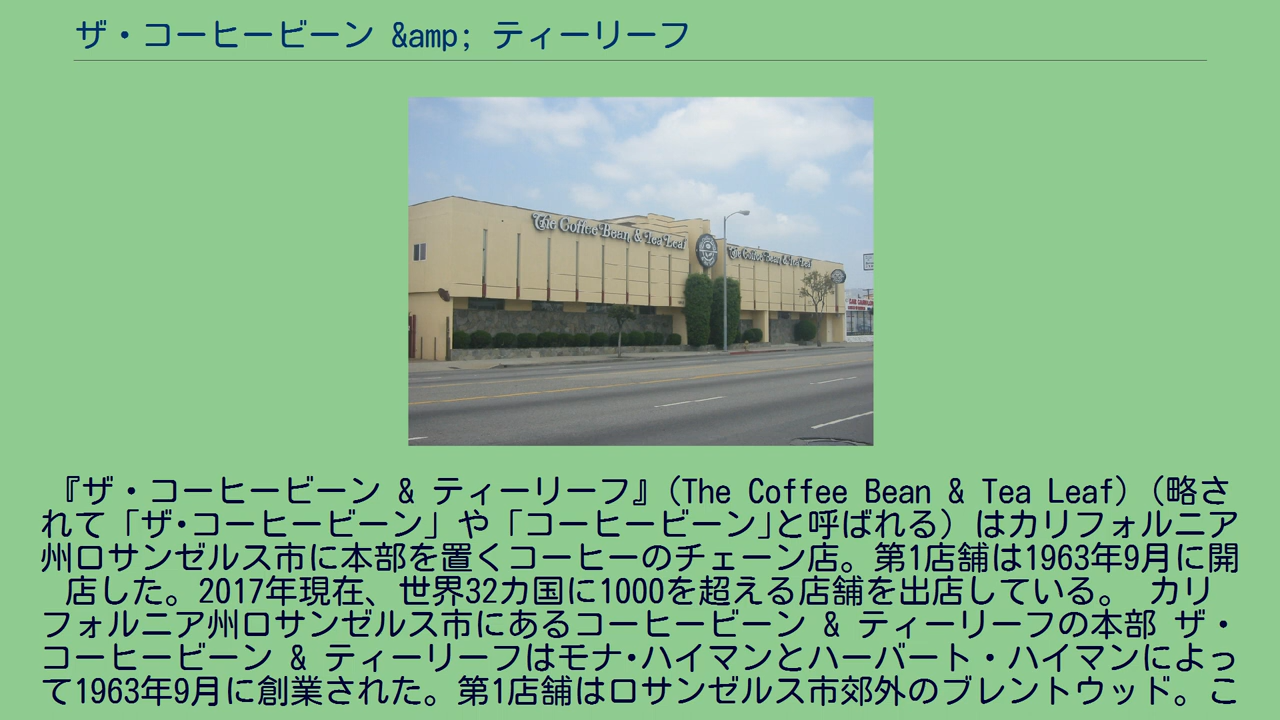 ザ・コーヒービーン &amp; ティーリーフ
The Coffee Bean & Tea Leaf
The Coffee Bean & Tea Leaf
『ザ・コーヒービーン & ティーリーフ』(The Coffee Bean & Tea Leaf)(略さ
れて「ザ･コーヒービーン」や「コーヒービーン｣と呼ばれる）はカリフォルニア
州ロサンゼルス市に本部を置くコーヒーのチェーン店。第1店舗は1963年9月に開
店した。2017年現在、世界32カ国に1000を超える店舗を出店している。 カリ
フォルニア州ロサンゼルス市にあるコーヒービーン & ティーリーフの本部 ザ・
コーヒービーン & ティーリーフはモナ･ハイマンとハーバート・ハイマンによっ
て1963年9月に創業された。第1店舗はロサンゼルス市郊外のブレントウッド。こ